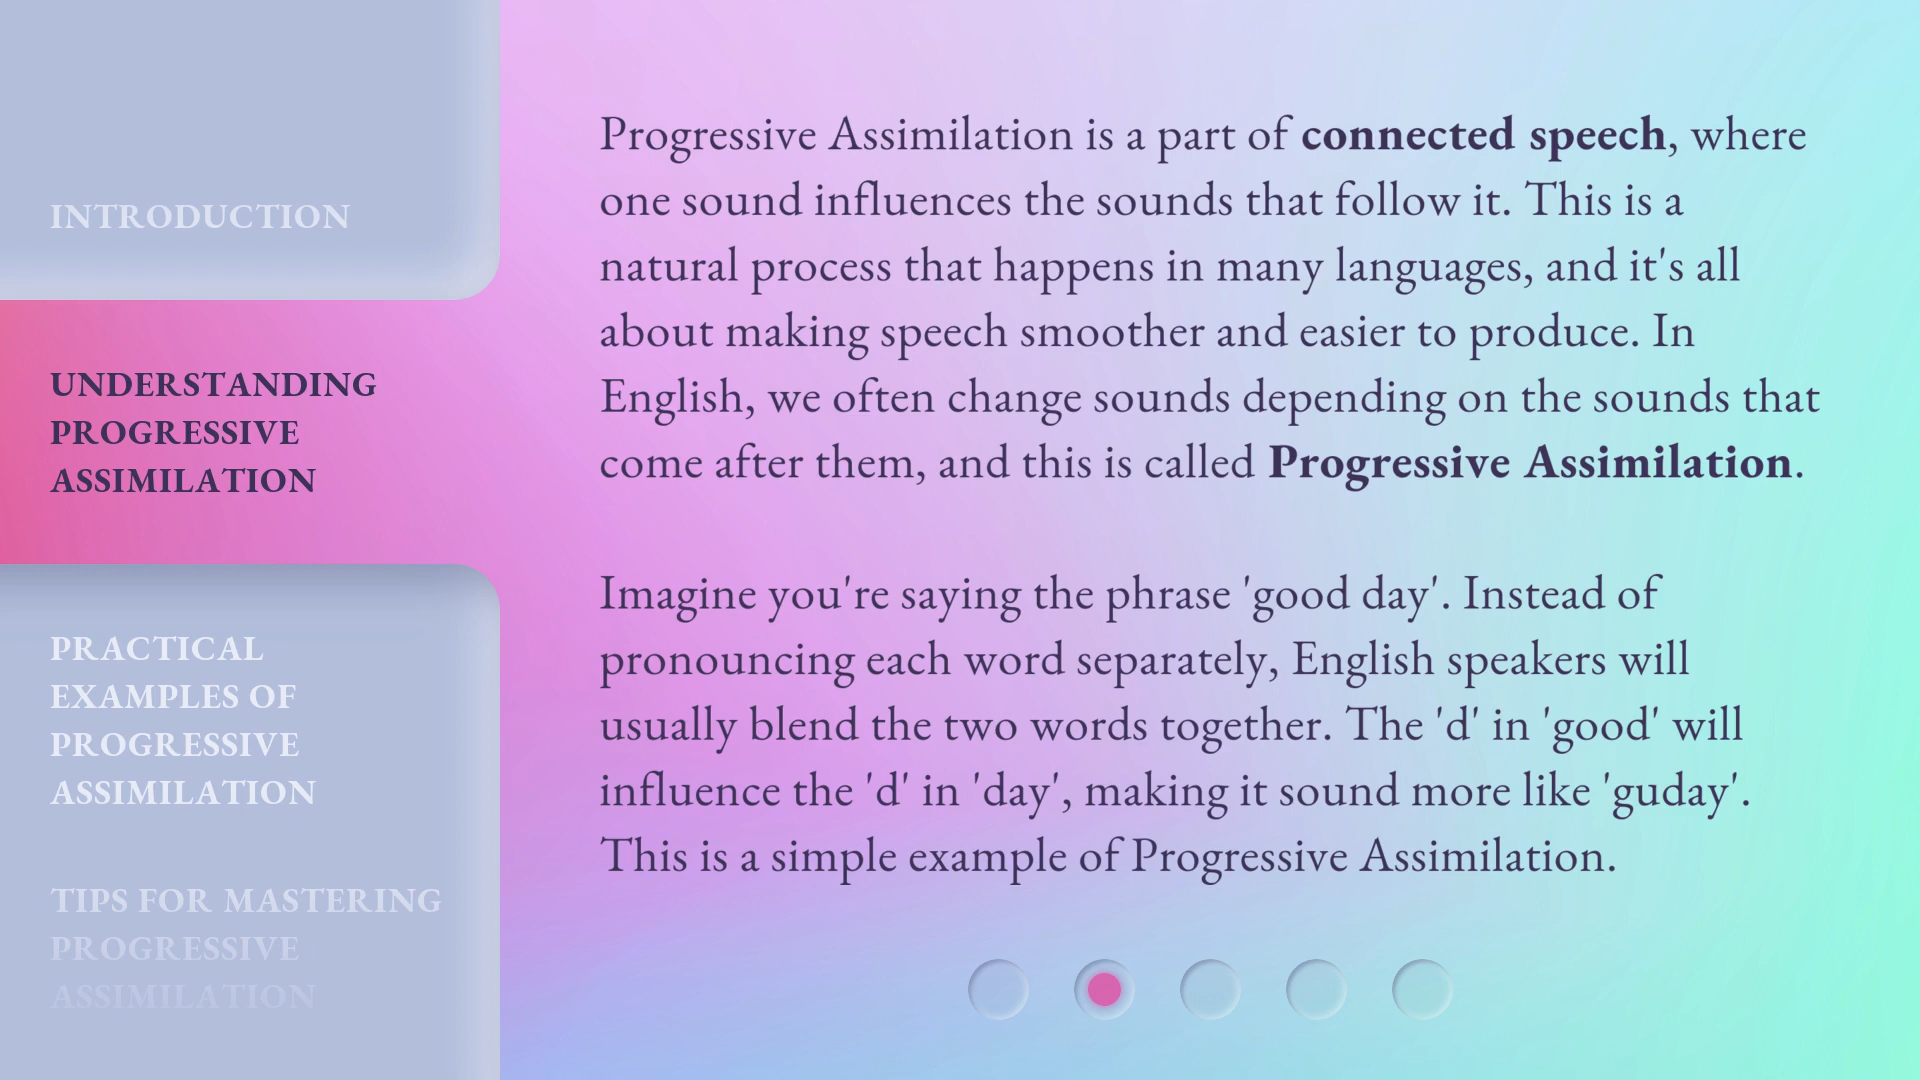 INTRODUCTION
UNDERSTANDING
PROGRESSIVE
ASSIMILATION
PRACTICAL
EXAMPLES OF
PROGRESSIVE
ASSIMILATION
TIPS FOR MASTERING
PROGRESSIVE
ASSIMILATION
Progressive Assimilation is a part of connected speech, where
one sound influences the sounds that follow it. This is a
natural process that happens in many languages, and it's all
about making speech smoother and easier to produce. In
English, we often change sounds depending on the sounds that
come after them, and this is called Progressive Assimilation.
Imagine you're saying the phrase 'good day'. Instead of
pronouncing each word separately, English speakers will
usually blend the two words together. The 'd' in 'good' will
influence the 'd' in 'day', making it sound more like 'guday'.
This is a simple example of Progressive Assimilation.